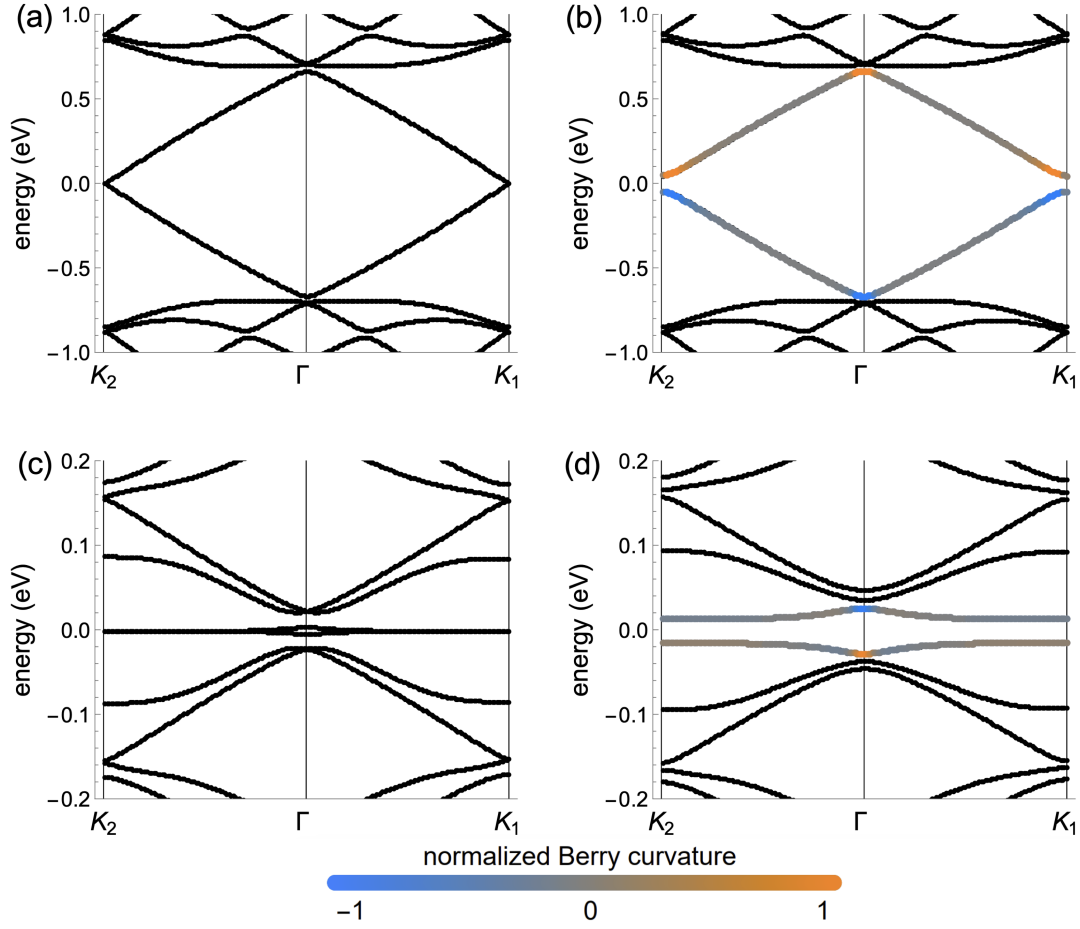 (a)
1.0
0.5
0.0
−0.5
−1.0
energy (eV)
K2 Γ K1
(b)
1.0
0.5
0.0
−0.5
−1.0
energy (eV)
K2 Γ K1
(c)
0.2
0.1
0.0
−0.1
−0.2
energy (eV)
K2 Γ K1
(d)
0.2
0.1
0.0
−0.1
−0.2
energy (eV)
K2 Γ K1
normalized Berry curvature
−1 0 1